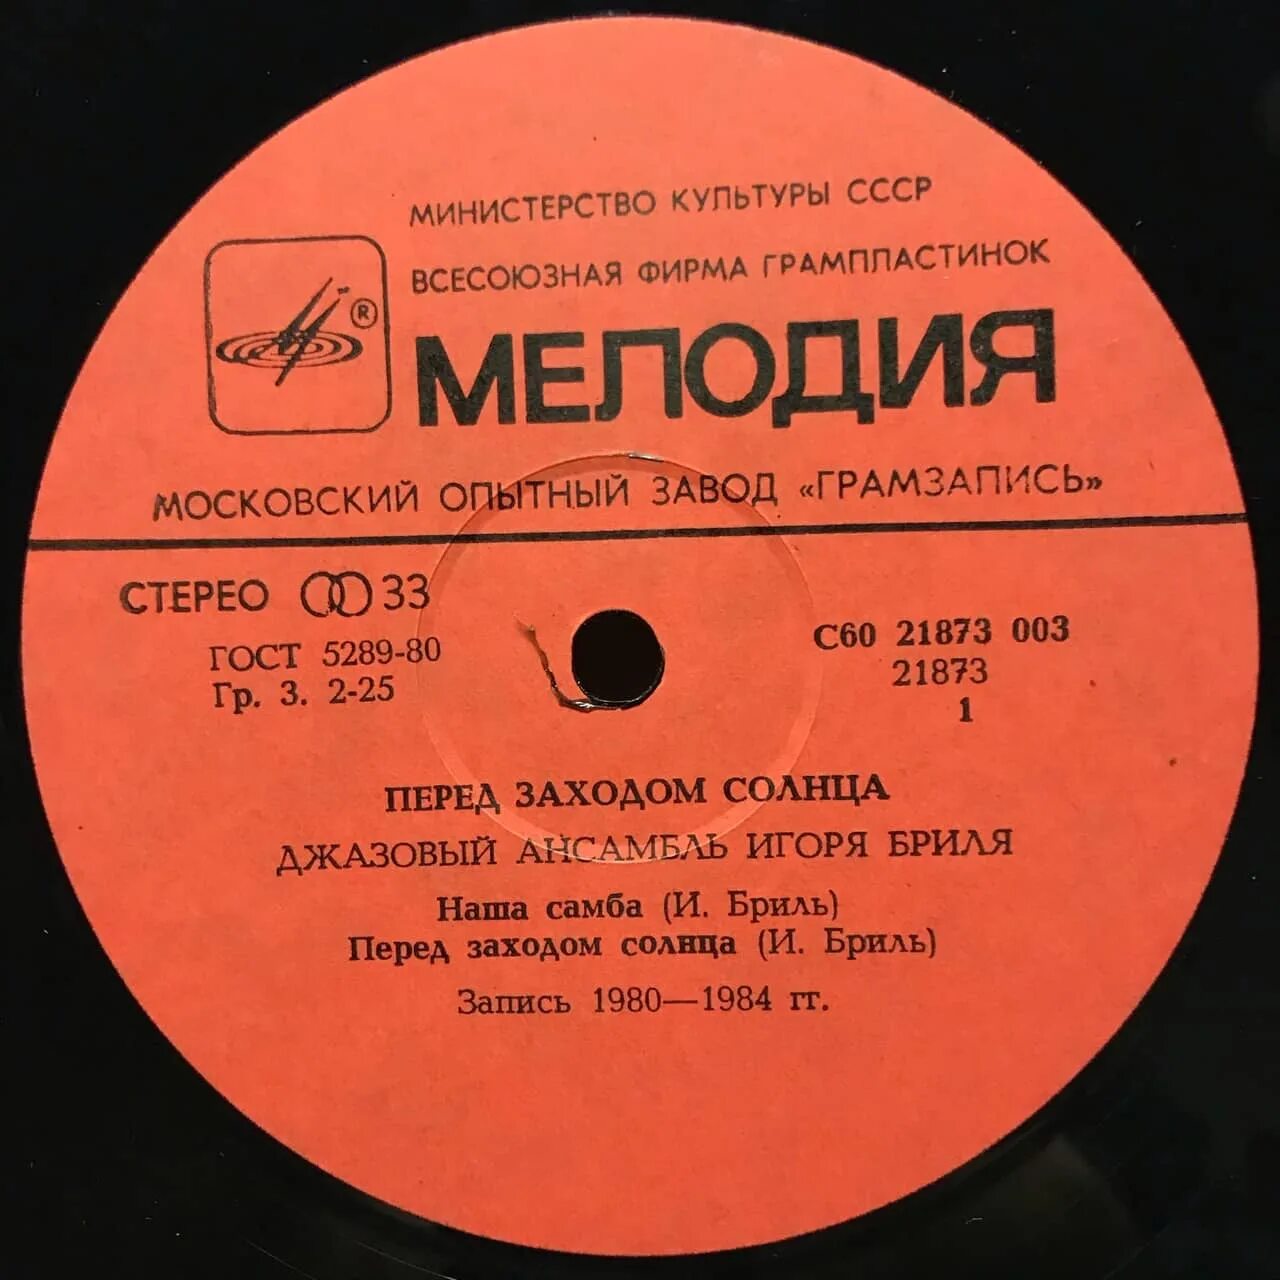 МИНИСТЕРСТВО КУЛЬТУРЫ СССР
ВСЕСОЮЗНАЯ ФИРМА ГРАМПЛАСТИНОК
®
МЕЛОДИЯ
МОСКОВСКИЙ ОПЫТНЫЙ ЗАВОД «ГРАМЗАПИСЬ»
СТЕРЕО 33
ГОСТ 5289-80
Гр. 3. 2-25
С60 21873 003
21873
1
ПЕРЕД ЗАХОДОМ СОЛНЦА
ДЖАЗОВЫЙ АНСАМБЛЬ ИГОРЯ БРИЛЯ
Наша самба (И. Бриль)
Перед заходом солнца (И. Бриль)
Запись 1980—1984 гг.